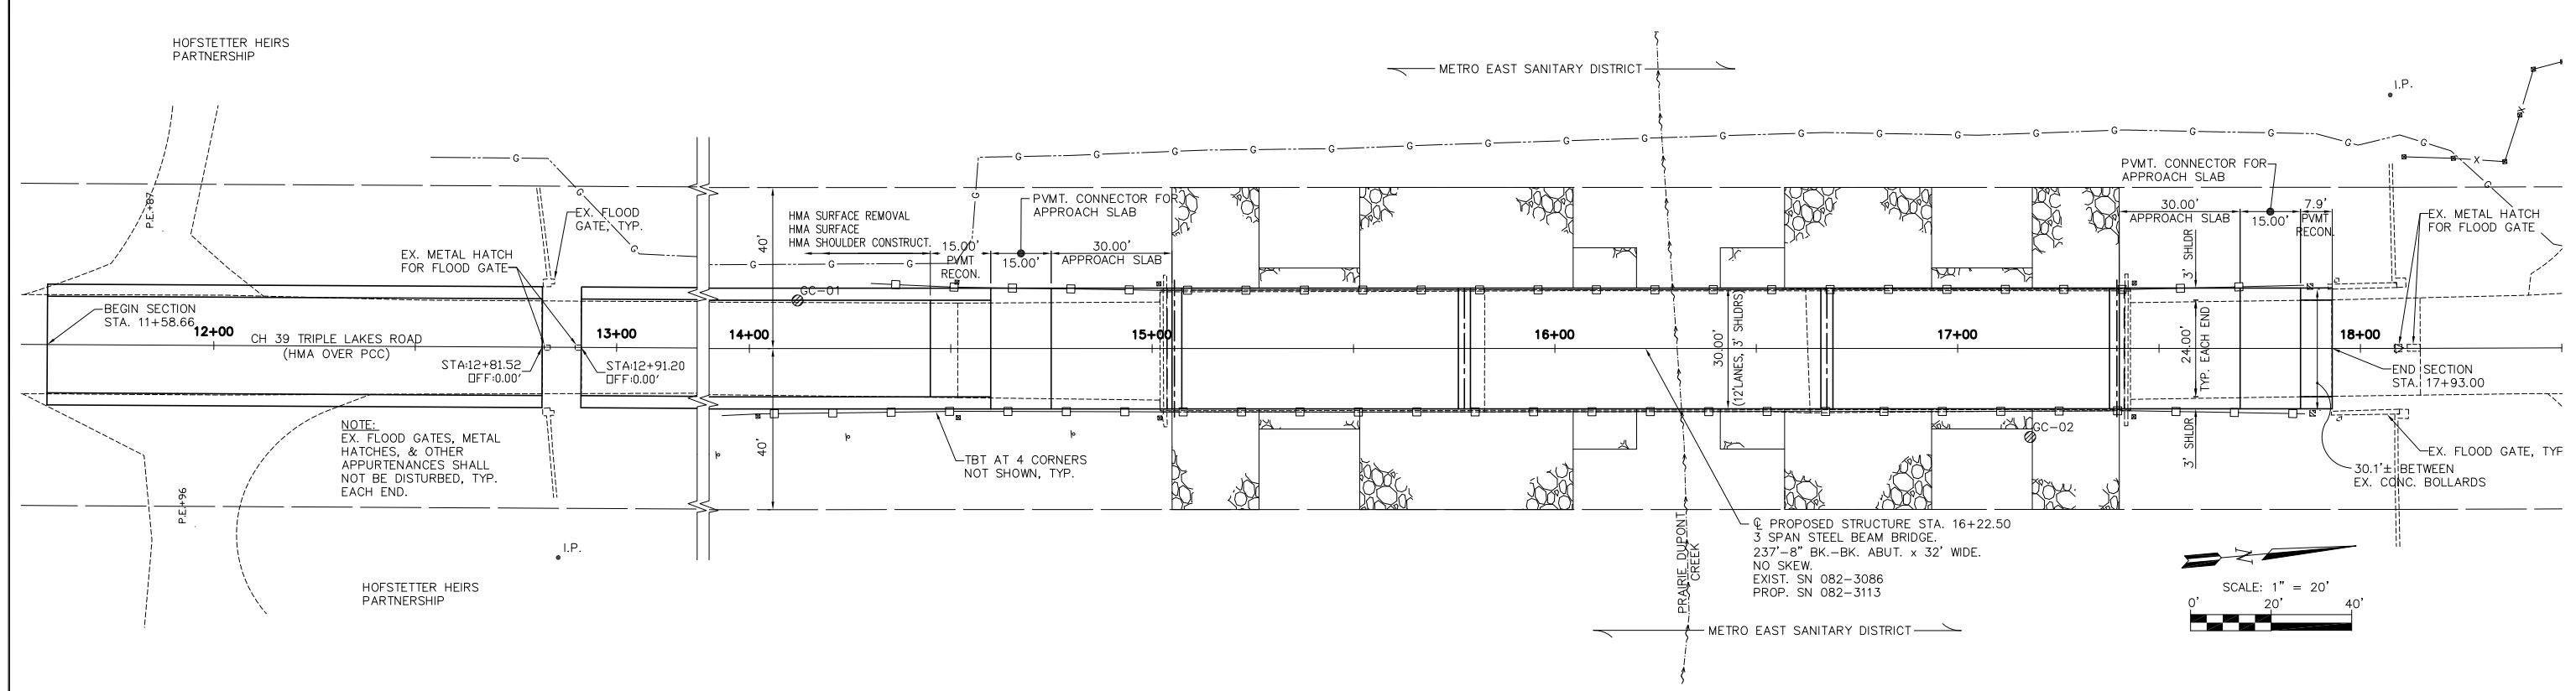 HOFSTETTER HEIRS
PARTNERSHIP
P.E.+87
EX. FLOOD
GATE, TYP.
EX. METAL HATCH
FOR FLOOD GATE
BEGIN SECTION
STA. 11+58.66
12+00
CH 39 TRIPLE LAKES ROAD
(HMA OVER PCC)
STA:12+81.52
OFF:0.00'
13+00
STA:12+91.20
OFF:0.00'
NOTE:
EX. FLOOD GATES, METAL
HATCHES, & OTHER
APPURTENANCES SHALL
NOT BE DISTURBED, TYP.
EACH END.
P.E.+96
I.P.
HOFSTETTER HEIRS
PARTNERSHIP
G G G G G G
40'
40'
HMA SURFACE REMOVAL
HMA SURFACE
HMA SHOULDER CONSTRUCT.
15.00'
PVMT
RECON.
PVMT. CONNECTOR FOR
APPROACH SLAB
15.00'
30.00'
APPROACH SLAB
GC-01
14+00
15+00
TBT AT 4 CORNERS
NOT SHOWN, TYP.
METRO EAST SANITARY DISTRICT
G G G G G G G G G G G G G G G G G G G G
16+00
30.00'
(12'LANES, 3' SHLDRS)
17+00
PRAIRIE DUPONT
CREEK
℄ PROPOSED STRUCTURE STA. 16+22.50
3 SPAN STEEL BEAM BRIDGE.
237'-8" BK.-BK. ABUT. x 32' WIDE.
NO SKEW.
EXIST. SN 082-3086
PROP. SN 082-3113
METRO EAST SANITARY DISTRICT
GC-02
I.P.
X
X
PVMT. CONNECTOR FOR
APPROACH SLAB
30.00'
APPROACH SLAB
15.00'
7.9'
PVMT
RECON.
EX. METAL HATCH
FOR FLOOD GATE
3' SHLDR
24.00'
TYP. EACH END
3' SHLDR
18+00
END SECTION
STA. 17+93.00
EX. FLOOD GATE, TYP
30.1'± BETWEEN
EX. CONC. BOLLARDS
N
SCALE: 1" = 20'
0' 20' 40'